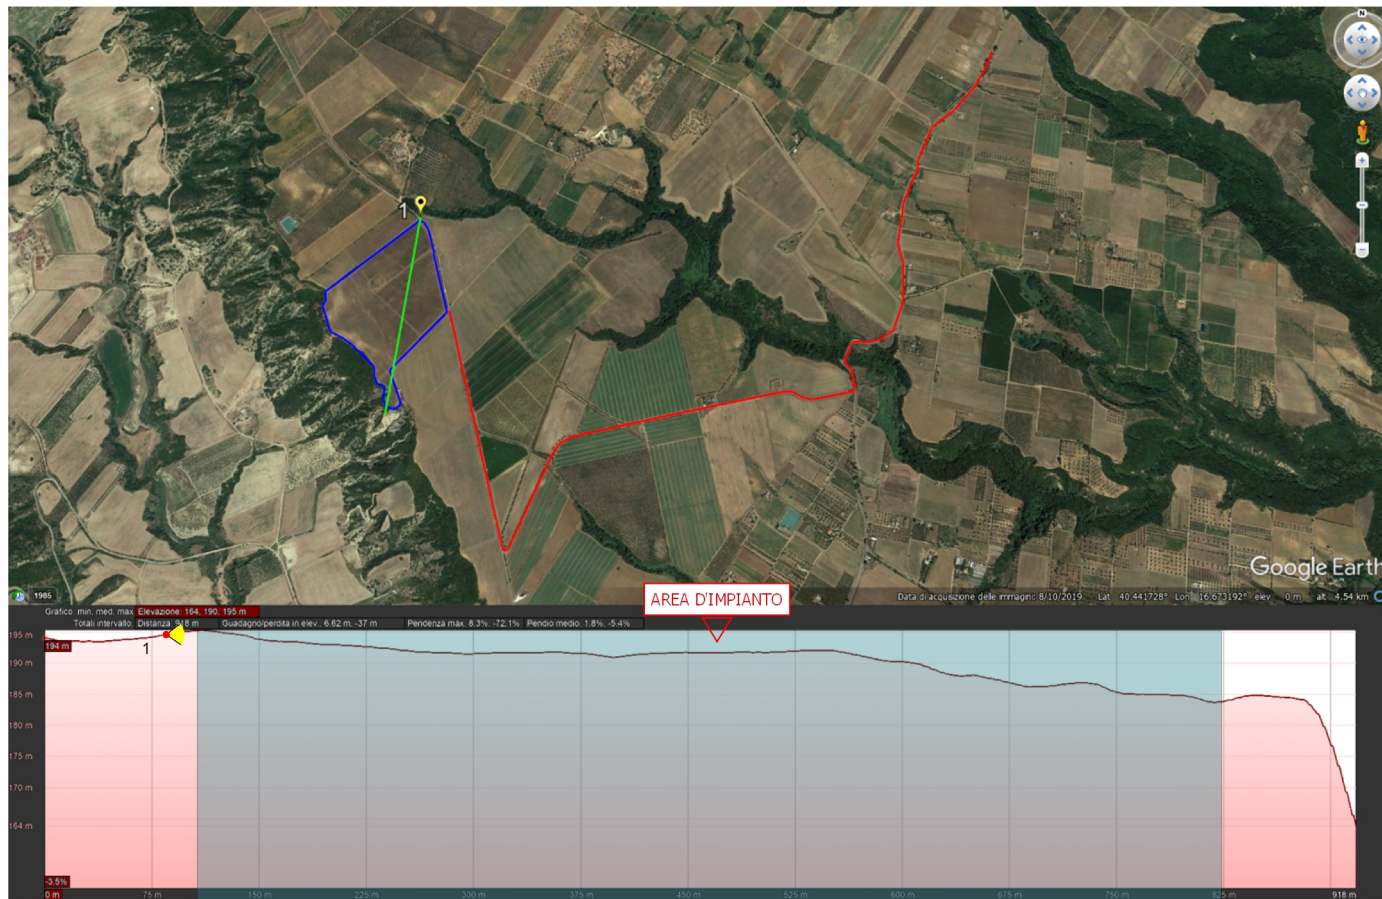 N
1
Google Earth
1985
Data di acquisizione delle immagini: 8/10/2019 Lat 40.441728° Lon 16.673192° elev 0 m alt 4.54 km
AREA D'IMPIANTO
Grafico: min, med, max Elevazione: 164, 190, 195 m
Totali intervallo: Distanza: 918 m Guadagno/perdita in elev.: 6.62 m, -37 m Pendenza max: 8.3%, -72.1% Pendio medio: 1.8%, -5.4%
195 m
194 m
1
190 m
185 m
180 m
175 m
170 m
164 m
-3.5%
0 m 75 m 150 m 225 m 300 m 375 m 450 m 525 m 600 m 675 m 750 m 825 m 918 m